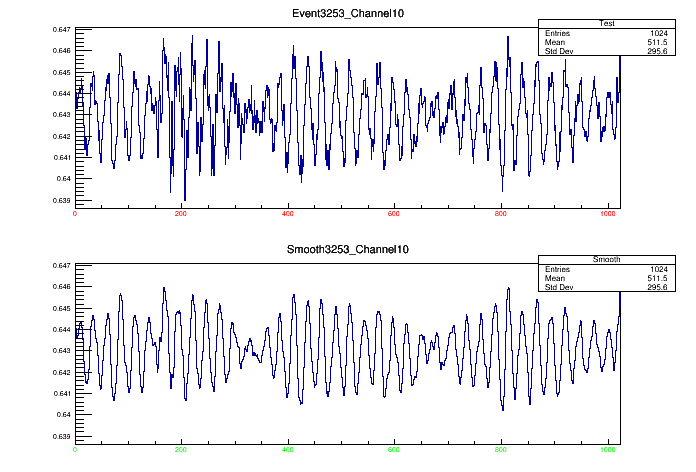 Event3253_Channel10
Test
Entries 1024
Mean 511.5
Std Dev 295.6
0.647
0.646
0.645
0.644
0.643
0.642
0.641
0.64
0.639
0 200 400 600 800 1000
Smooth3253_Channel10
Smooth
Entries 1024
Mean 511.5
Std Dev 295.6
0.647
0.646
0.645
0.644
0.643
0.642
0.641
0.64
0.639
0 200 400 600 800 1000